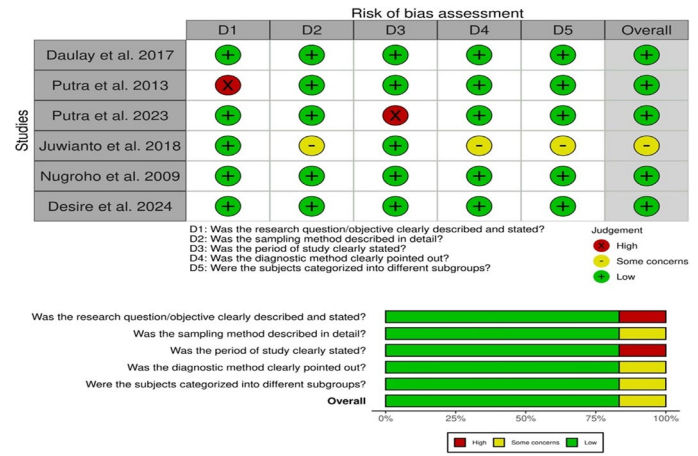 Risk of bias assessment
D1 D2 D3 D4 D5 Overall
Studies
Daulay et al. 2017 + + + + + +
Putra et al. 2013 X + + + + +
Putra et al. 2023 + + X + + +
Juwianto et al. 2018 + - + - - -
Nugroho et al. 2009 + + + + + +
Desire et al. 2024 + + + + + +
D1: Was the research question/objective clearly described and stated?
D2: Was the sampling method described in detail?
D3: Was the period of study clearly stated?
D4: Was the diagnostic method clearly pointed out?
D5: Were the subjects categorized into different subgroups?
Judgement
X High
- Some concerns
+ Low
Was the research question/objective clearly described and stated?
Was the sampling method described in detail?
Was the period of study clearly stated?
Was the diagnostic method clearly pointed out?
Were the subjects categorized into different subgroups?
Overall
0% 25% 50% 75% 100%
High Some concerns Low